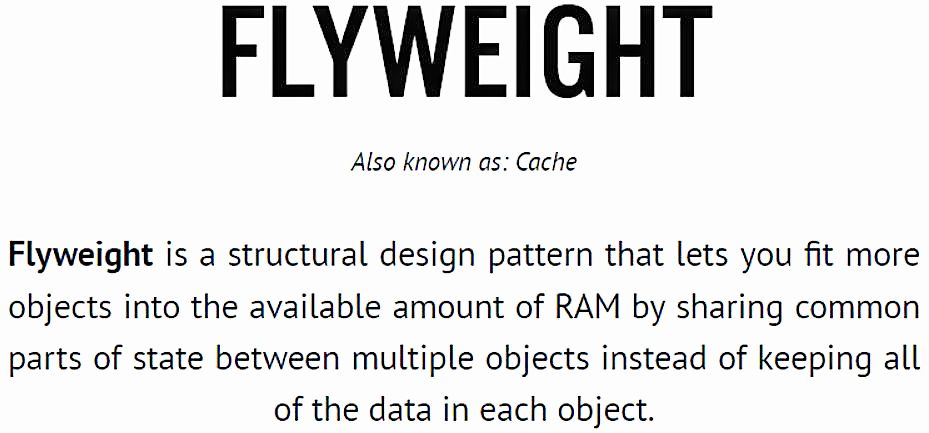 FLYWEIGHT
Also known as: Cache
Flyweight is a structural design pattern that lets you fit more
objects into the available amount of RAM by sharing common
parts of state between multiple objects instead of keeping all
of the data in each object.